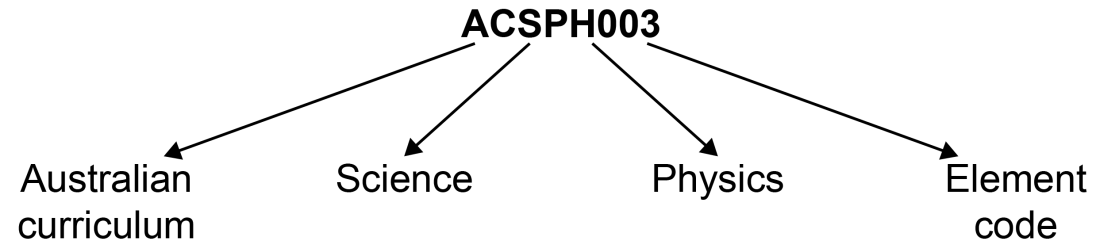 ACSPH003
Australian
curriculum
Science
Physics
Element
code